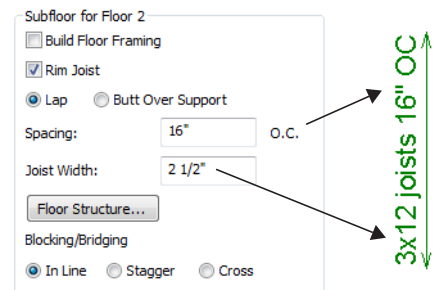 Subfloor for Floor 2
Build Floor Framing
Rim Joist
Lap Butt Over Support
Spacing: 16" O.C.
Joist Width: 2 1/2"
Floor Structure...
Blocking/Bridging
In Line Stagger Cross
3x12 joists 16" OC